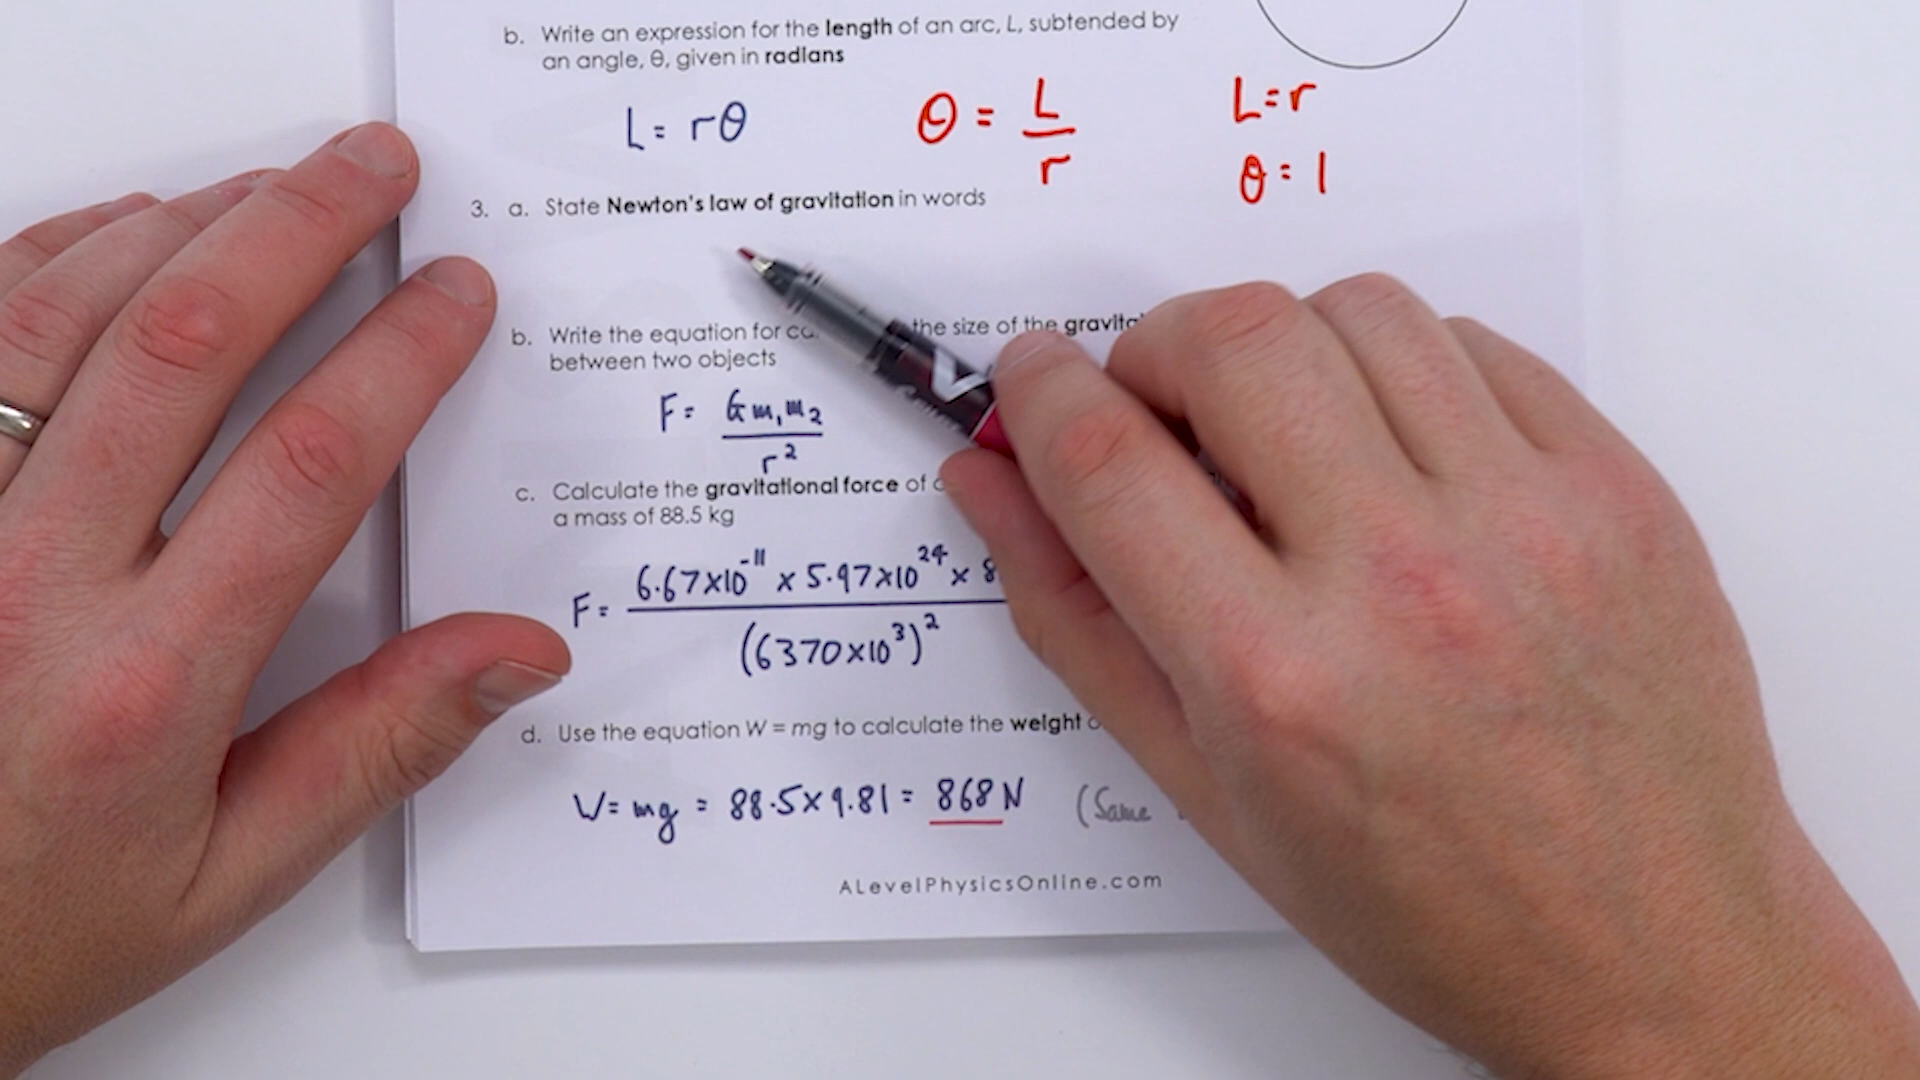 b. Write an expression for the length of an arc, L, subtended by
an angle, θ, given in radians
L = rθ
θ = L / r
L = r
θ = 1
3. a. State Newton's law of gravitation in words
b. Write the equation for the size of the
between two objects
F = Gm₁m₂ / r²
c. Calculate the gravitational force of
a mass of 88.5 kg
F = 6.67×10⁻¹¹ × 5.97×10²⁴ × 8 / (6370×10³)²
d. Use the equation W = mg to calculate the weight
W = mg = 88.5×9.81 = 868 N (Same
ALevelPhysicsOnline.com